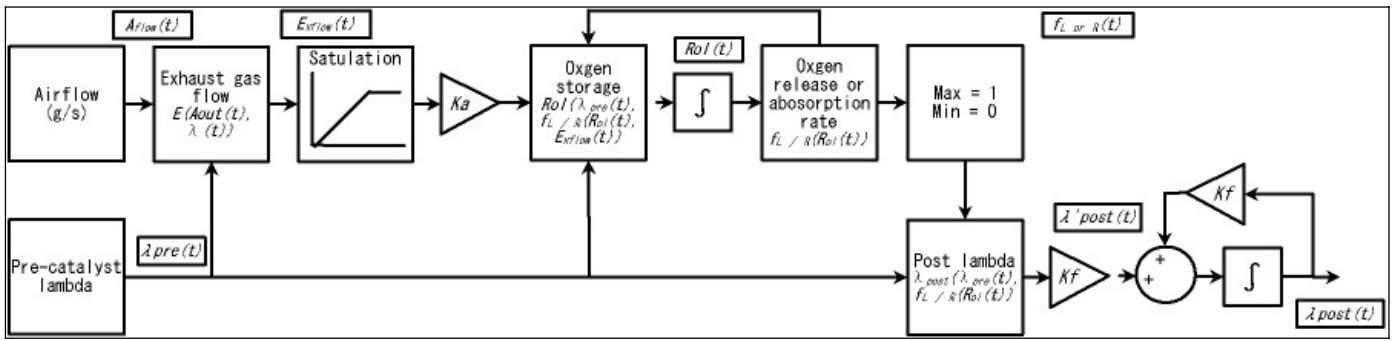 Aflow(t)
Exflow(t)
Rol(t)
fL or R(t)
Airflow
(g/s)
Exhaust gas
flow
E(Aout(t),
λ(t))
Satulation
Ka
Oxgen
storage
Rol(λpre(t),
fL / R(Rol(t),
Exflow(t))
∫
Oxgen
release or
abosorption
rate
fL / R(Rol(t))
Max = 1
Min = 0
Pre-catalyst
lambda
λpre(t)
Post lambda
λpost(λpre(t),
fL / R(Rol(t))
Kf
λ'post(t)
+
+
Kf
∫
λpost(t)